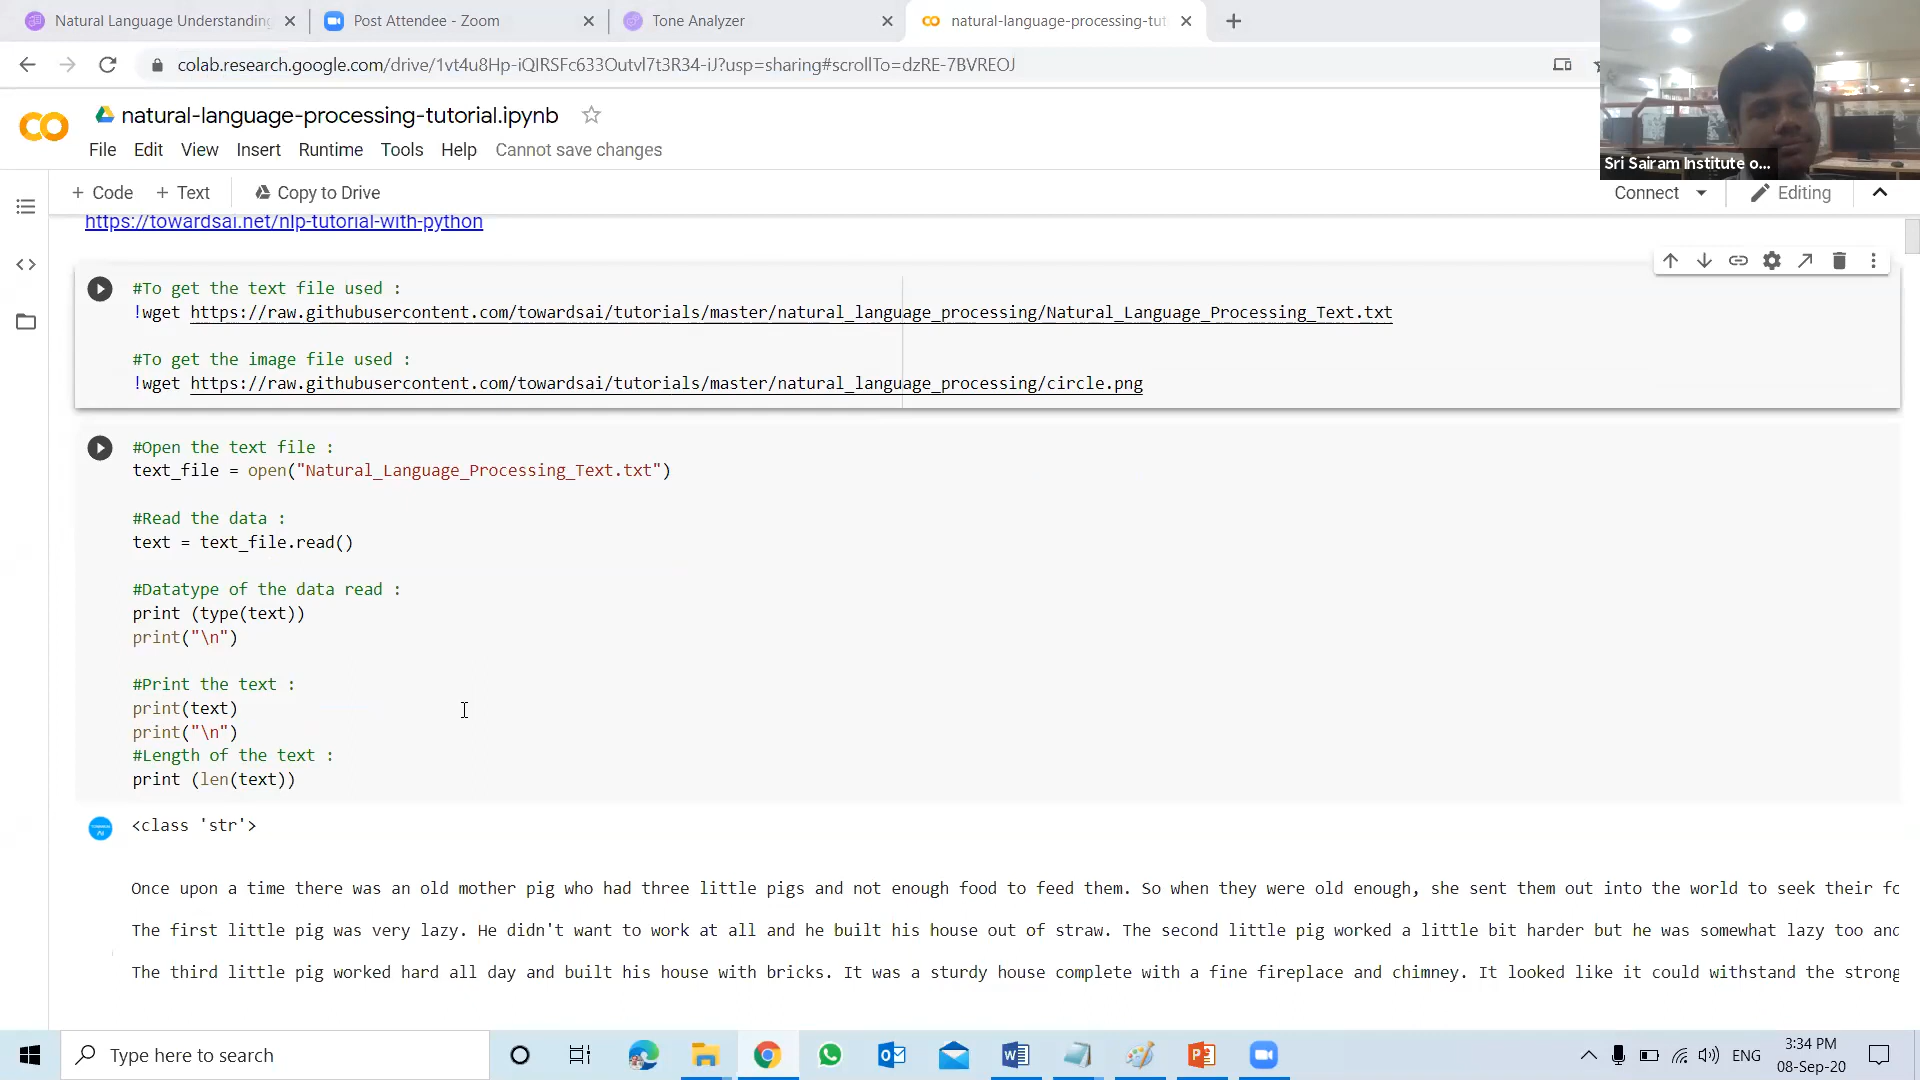 Natural Language Understanding
Post Attendee - Zoom
Tone Analyzer
natural-language-processing-tut
colab.research.google.com/drive/1vt4u8Hp-iQIRSFc633Outvl7t3R34-iJ?usp=sharing#scrollTo=dzRE-7BVREOJ
Sri Sairam Institute o...
natural-language-processing-tutorial.ipynb
File Edit View Insert Runtime Tools Help Cannot save changes
+ Code + Text Copy to Drive Connect Editing
https://towardsai.net/nlp-tutorial-with-python
#To get the text file used :
!wget https://raw.githubusercontent.com/towardsai/tutorials/master/natural_language_processing/Natural_Language_Processing_Text.txt
#To get the image file used :
!wget https://raw.githubusercontent.com/towardsai/tutorials/master/natural_language_processing/circle.png
#Open the text file :
text_file = open("Natural_Language_Processing_Text.txt")
#Read the data :
text = text_file.read()
#Datatype of the data read :
print (type(text))
print("\n")
#Print the text :
print(text)
print("\n")
#Length of the text :
print (len(text))
<class 'str'>
Once upon a time there was an old mother pig who had three little pigs and not enough food to feed them. So when they were old enough, she sent them out into the world to seek their fo
The first little pig was very lazy. He didn't want to work at all and he built his house out of straw. The second little pig worked a little bit harder but he was somewhat lazy too and
The third little pig worked hard all day and built his house with bricks. It was a sturdy house complete with a fine fireplace and chimney. It looked like it could withstand the strong
Type here to search
ENG
3:34 PM
08-Sep-20